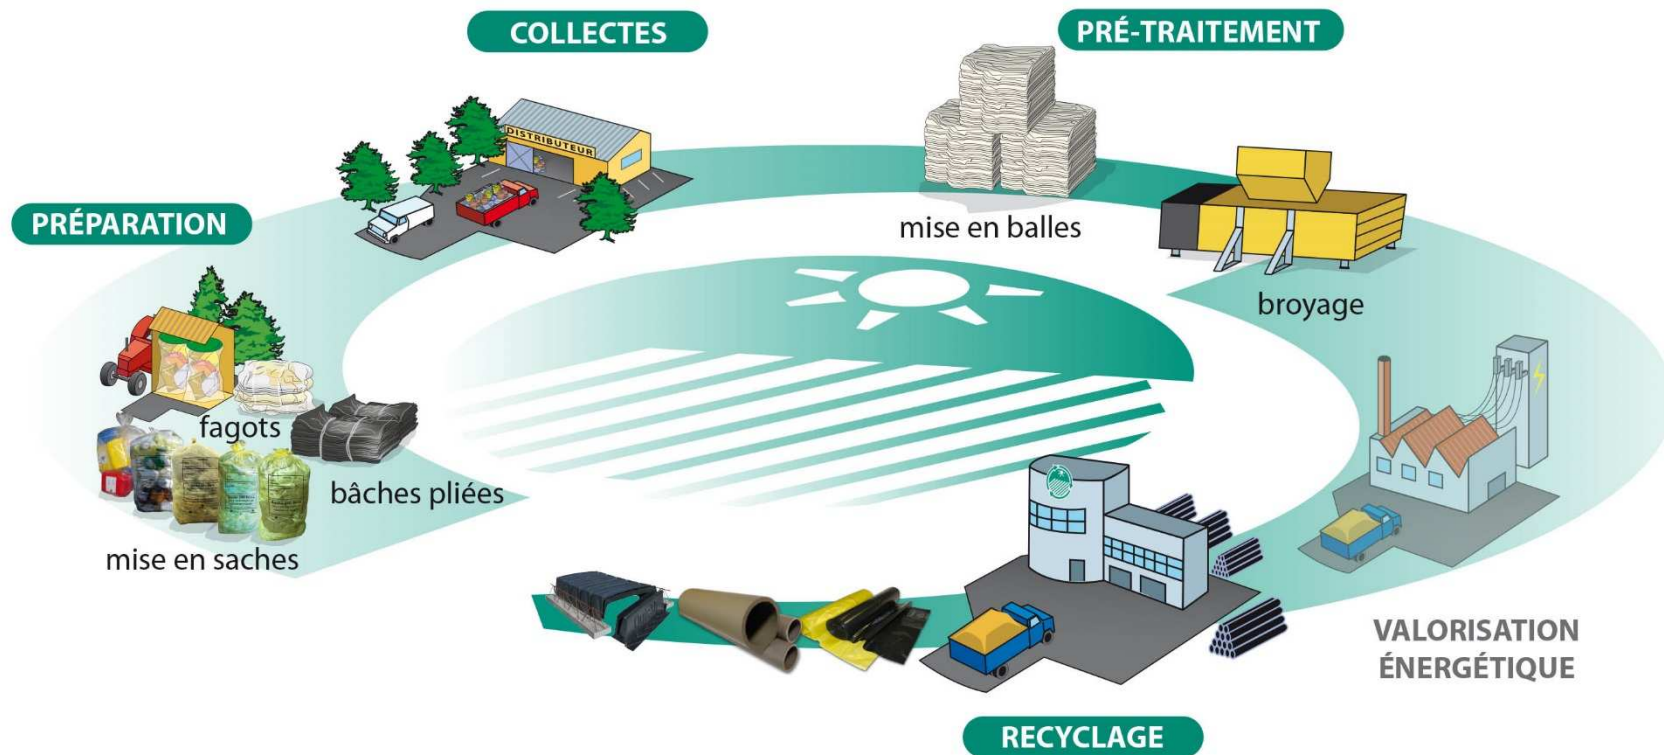 COLLECTES
PRÉ-TRAITEMENT
DISTRIBUTEUR
PRÉPARATION
mise en balles
broyage
fagots
bâches pliées
mise en saches
VALORISATION
ÉNERGÉTIQUE
RECYCLAGE